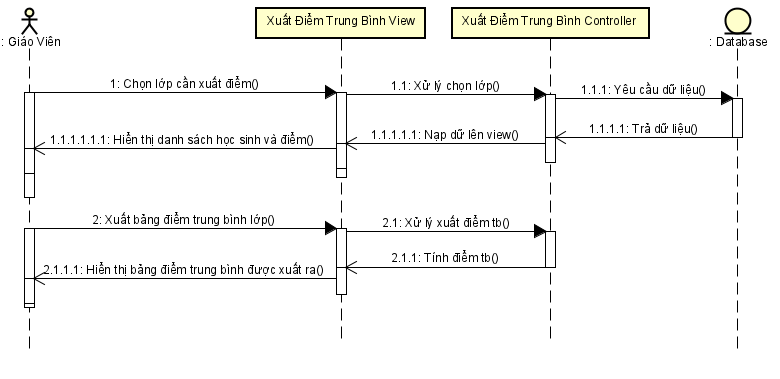 Xuất Điểm Trung Bình View
Xuất Điểm Trung Bình Controller
: Giáo Viên
: Database
1: Chọn lớp cần xuất điểm()
1.1: Xử lý chọn lớp()
1.1.1: Yêu cầu dữ liệu()
1.1.1.1: Trả dữ liệu()
1.1.1.1.1: Nạp dữ lên view()
1.1.1.1.1.1: Hiển thị danh sách học sinh và điểm()
2: Xuất bảng điểm trung bình lớp()
2.1: Xử lý xuất điểm tb()
2.1.1: Tính điểm tb()
2.1.1.1: Hiển thị bảng điểm trung bình được xuất ra()